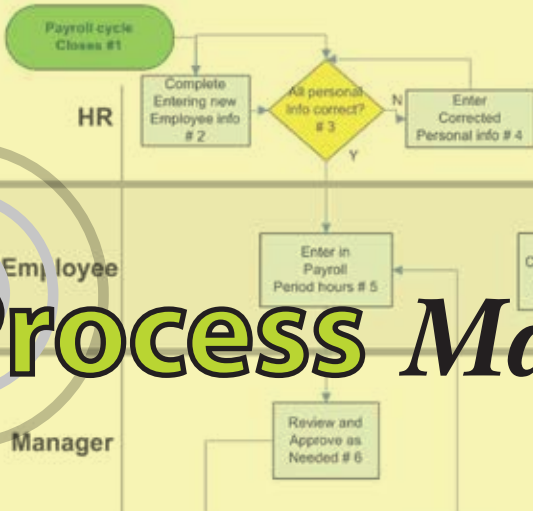 Payroll cycle
Closes #1
HR
Complete
Entering new
Employee info
# 2
All personal
info correct?
# 3
N
Y
Enter
Corrected
Personal info # 4
Employee
Enter in
Payroll
Period hours # 5
rocess
Manager
Review and
Approve as
Needed # 6